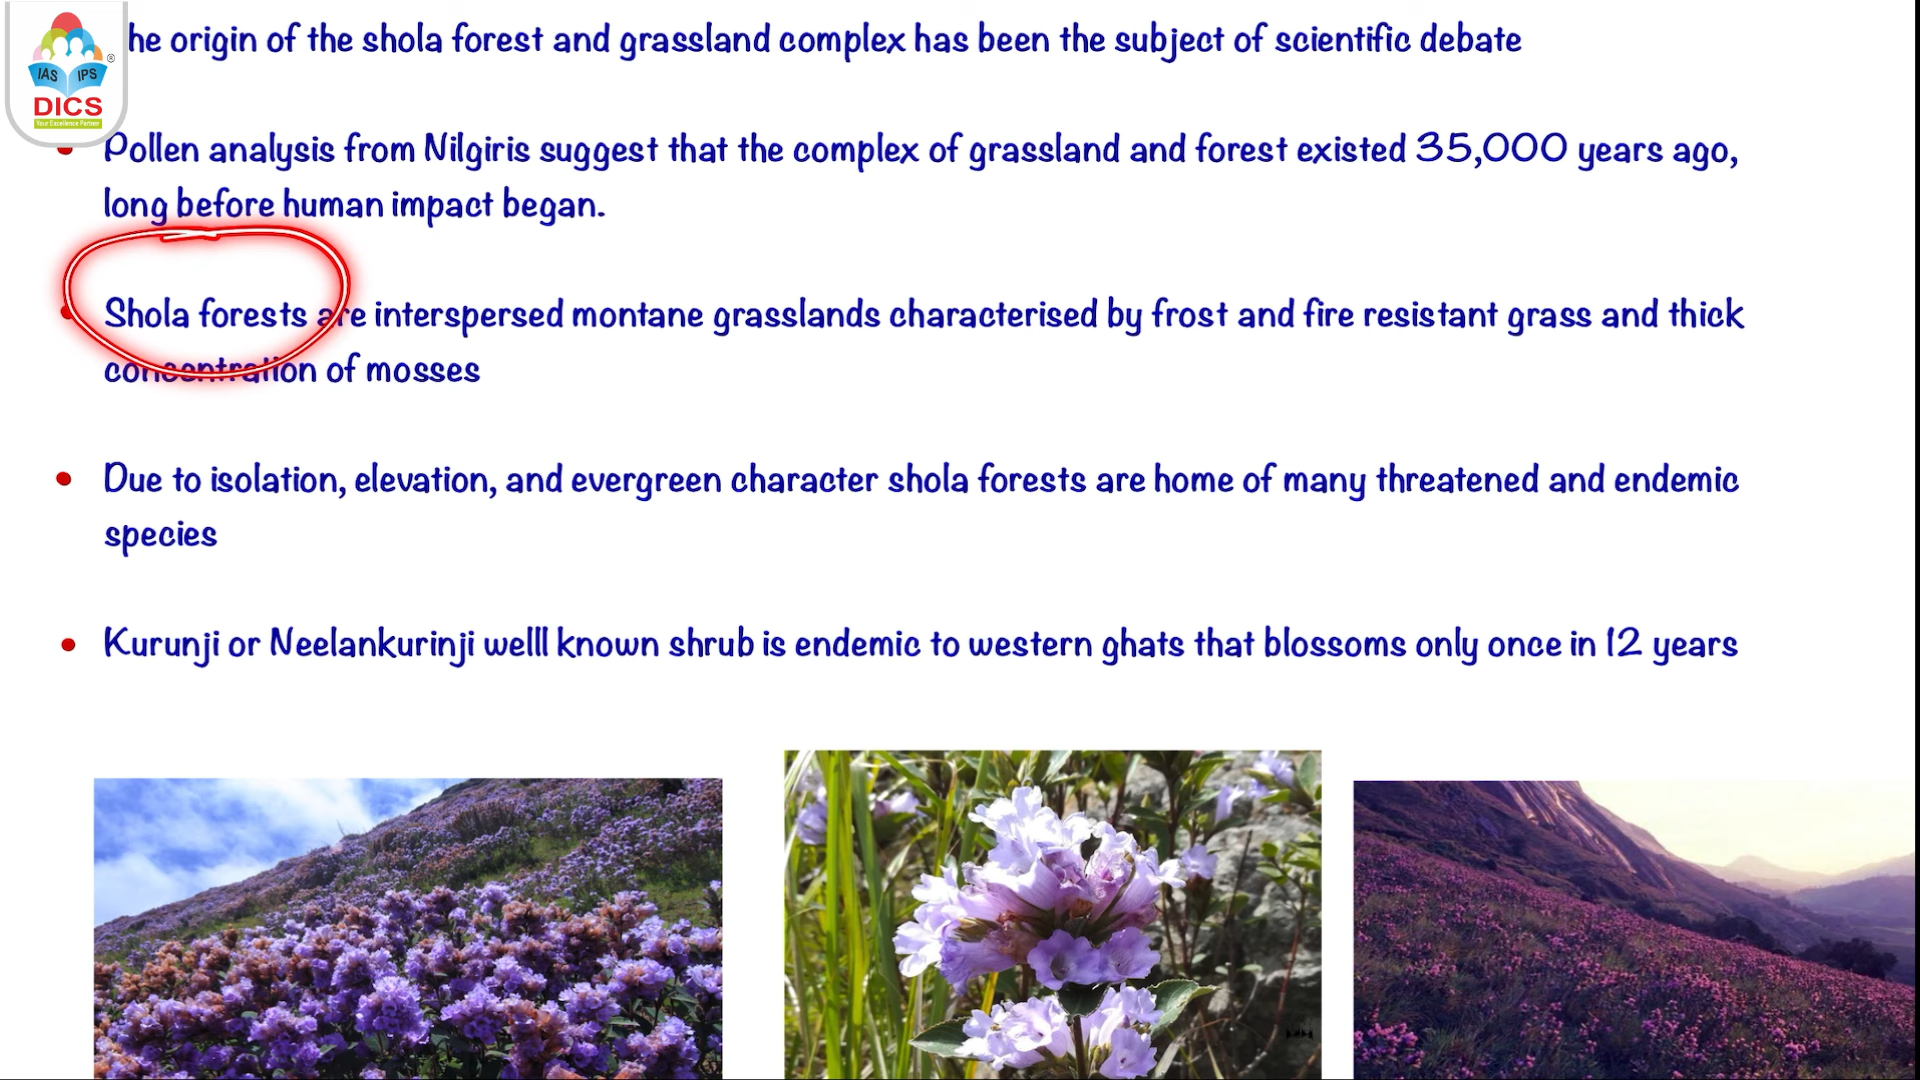 he origin of the shola forest and grassland complex has been the subject of scientific debate
IAS IPS
®
DICS
Your Excellence Partner
• Pollen analysis from Nilgiris suggest that the complex of grassland and forest existed 35,000 years ago,
long before human impact began.
• Shola forests are interspersed montane grasslands characterised by frost and fire resistant grass and thick
concentration of mosses
• Due to isolation, elevation, and evergreen character shola forests are home of many threatened and endemic
species
• Kurunji or Neelankurinji welll known shrub is endemic to western ghats that blossoms only once in 12 years